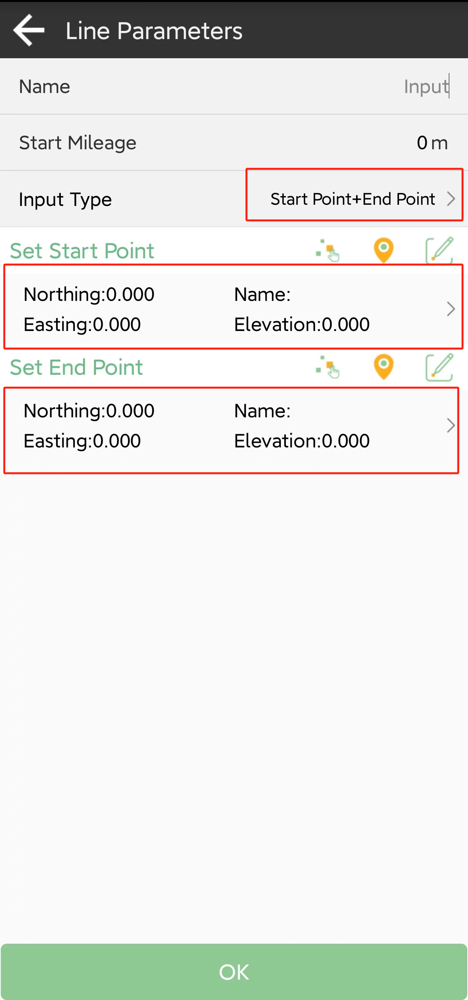 Line Parameters
Name Input
Start Mileage 0 m
Input Type Start Point+End Point
Set Start Point
Northing:0.000 Name:
Easting:0.000 Elevation:0.000
Set End Point
Northing:0.000 Name:
Easting:0.000 Elevation:0.000
OK